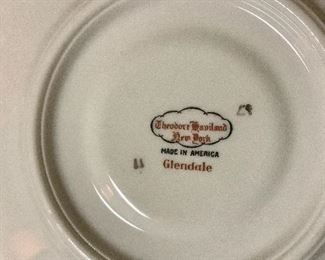 Theodore Haviland
New York
MADE IN AMERICA
Glendale